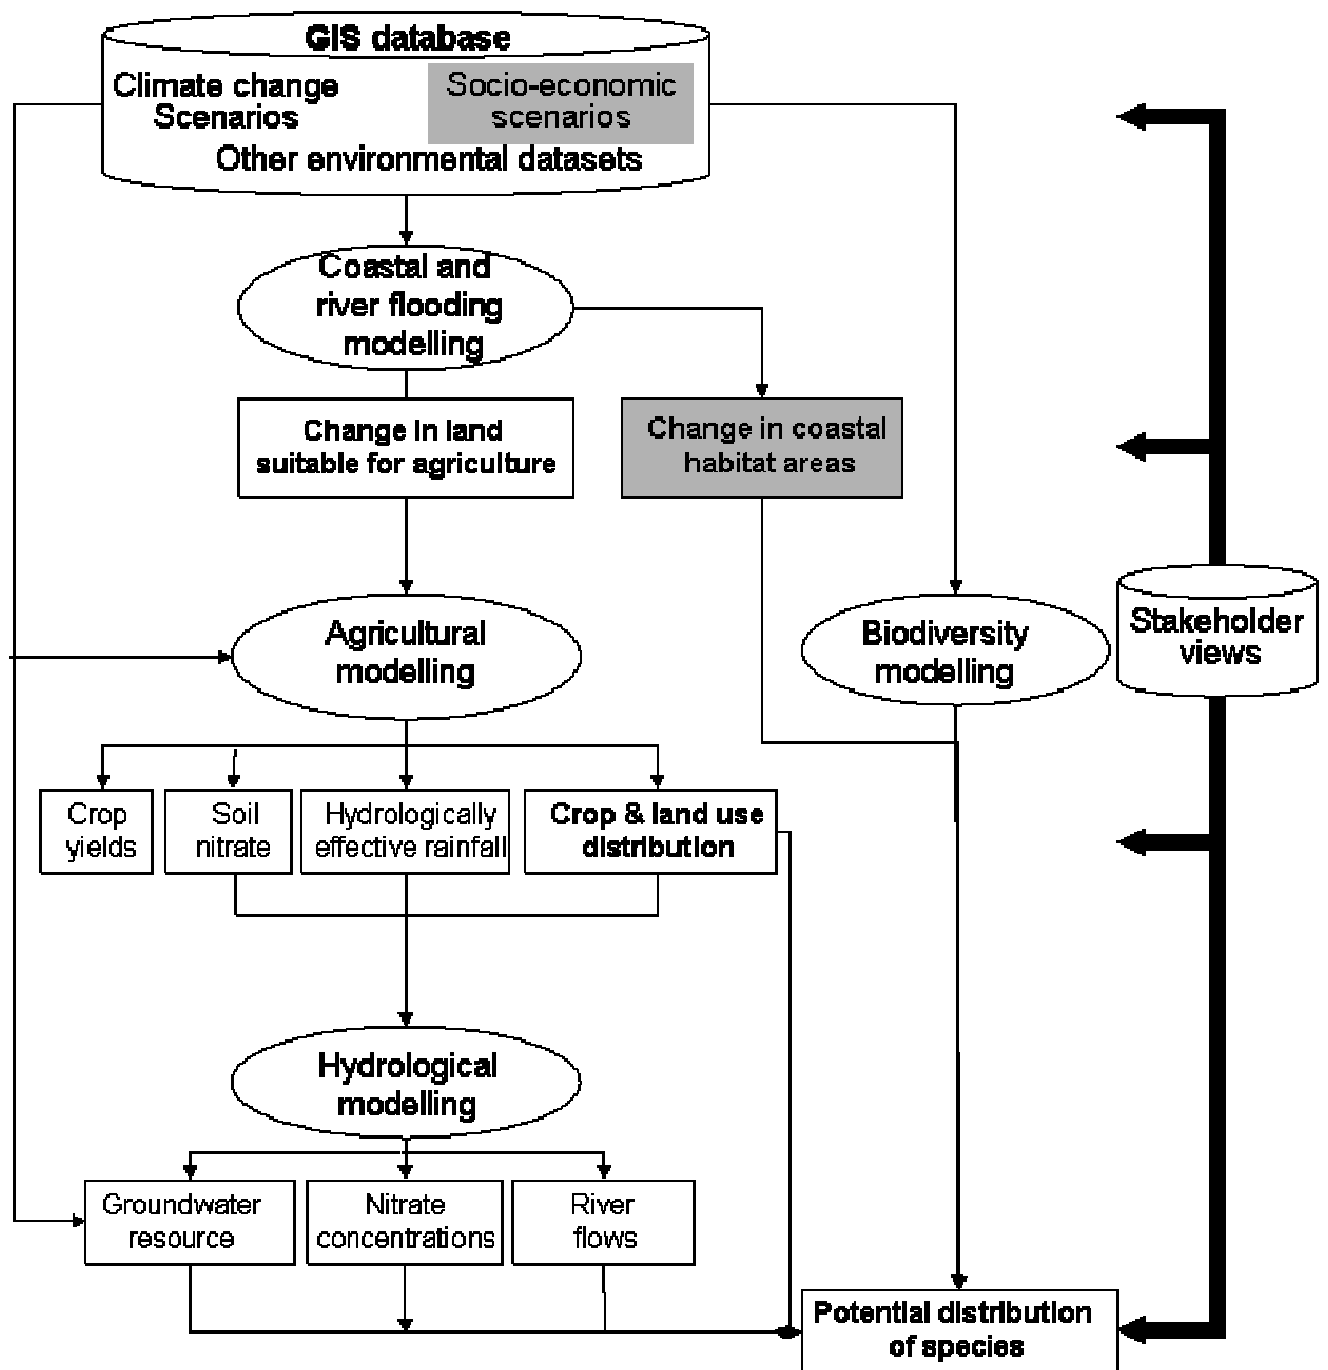 GIS database
Climate change
Scenarios
Socio-economic
scenarios
Other environmental datasets
Coastal and
river flooding
modelling
Change in land
suitable for agriculture
Change in coastal
habitat areas
Agricultural
modelling
Biodiversity
modelling
Stakeholder
views
Crop
yields
Soil
nitrate
Hydrologically
effective rainfall
Crop & land use
distribution
Hydrological
modelling
Groundwater
resource
Nitrate
concentrations
River
flows
Potential distribution
of species